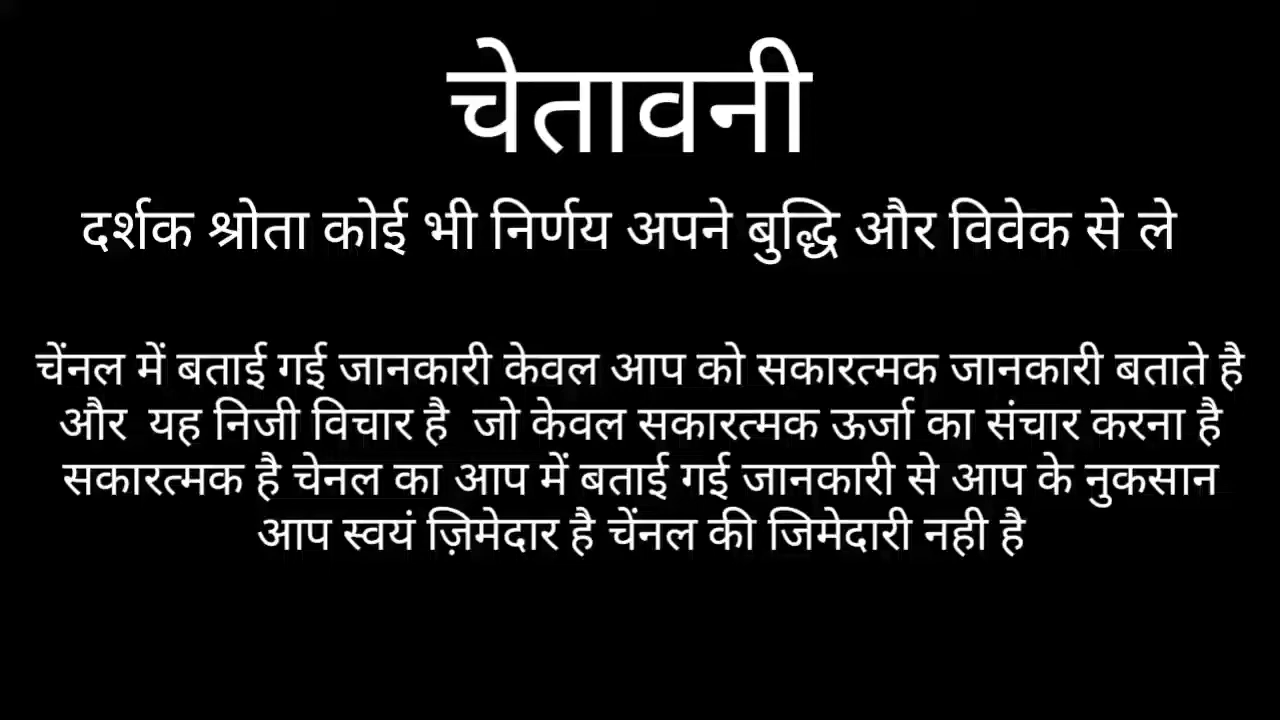 चेतावनी
दर्शक श्रोता कोई भी निर्णय अपने बुद्धि और विवेक से ले
चेंनल में बताई गई जानकारी केवल आप को सकारत्मक जानकारी बताते है
और यह निजी विचार है जो केवल सकारत्मक ऊर्जा का संचार करना है
सकारत्मक है चेनल का आप में बताई गई जानकारी से आप के नुकसान
आप स्वयं ज़िमेदार है चेंनल की जिमेदारी नही है